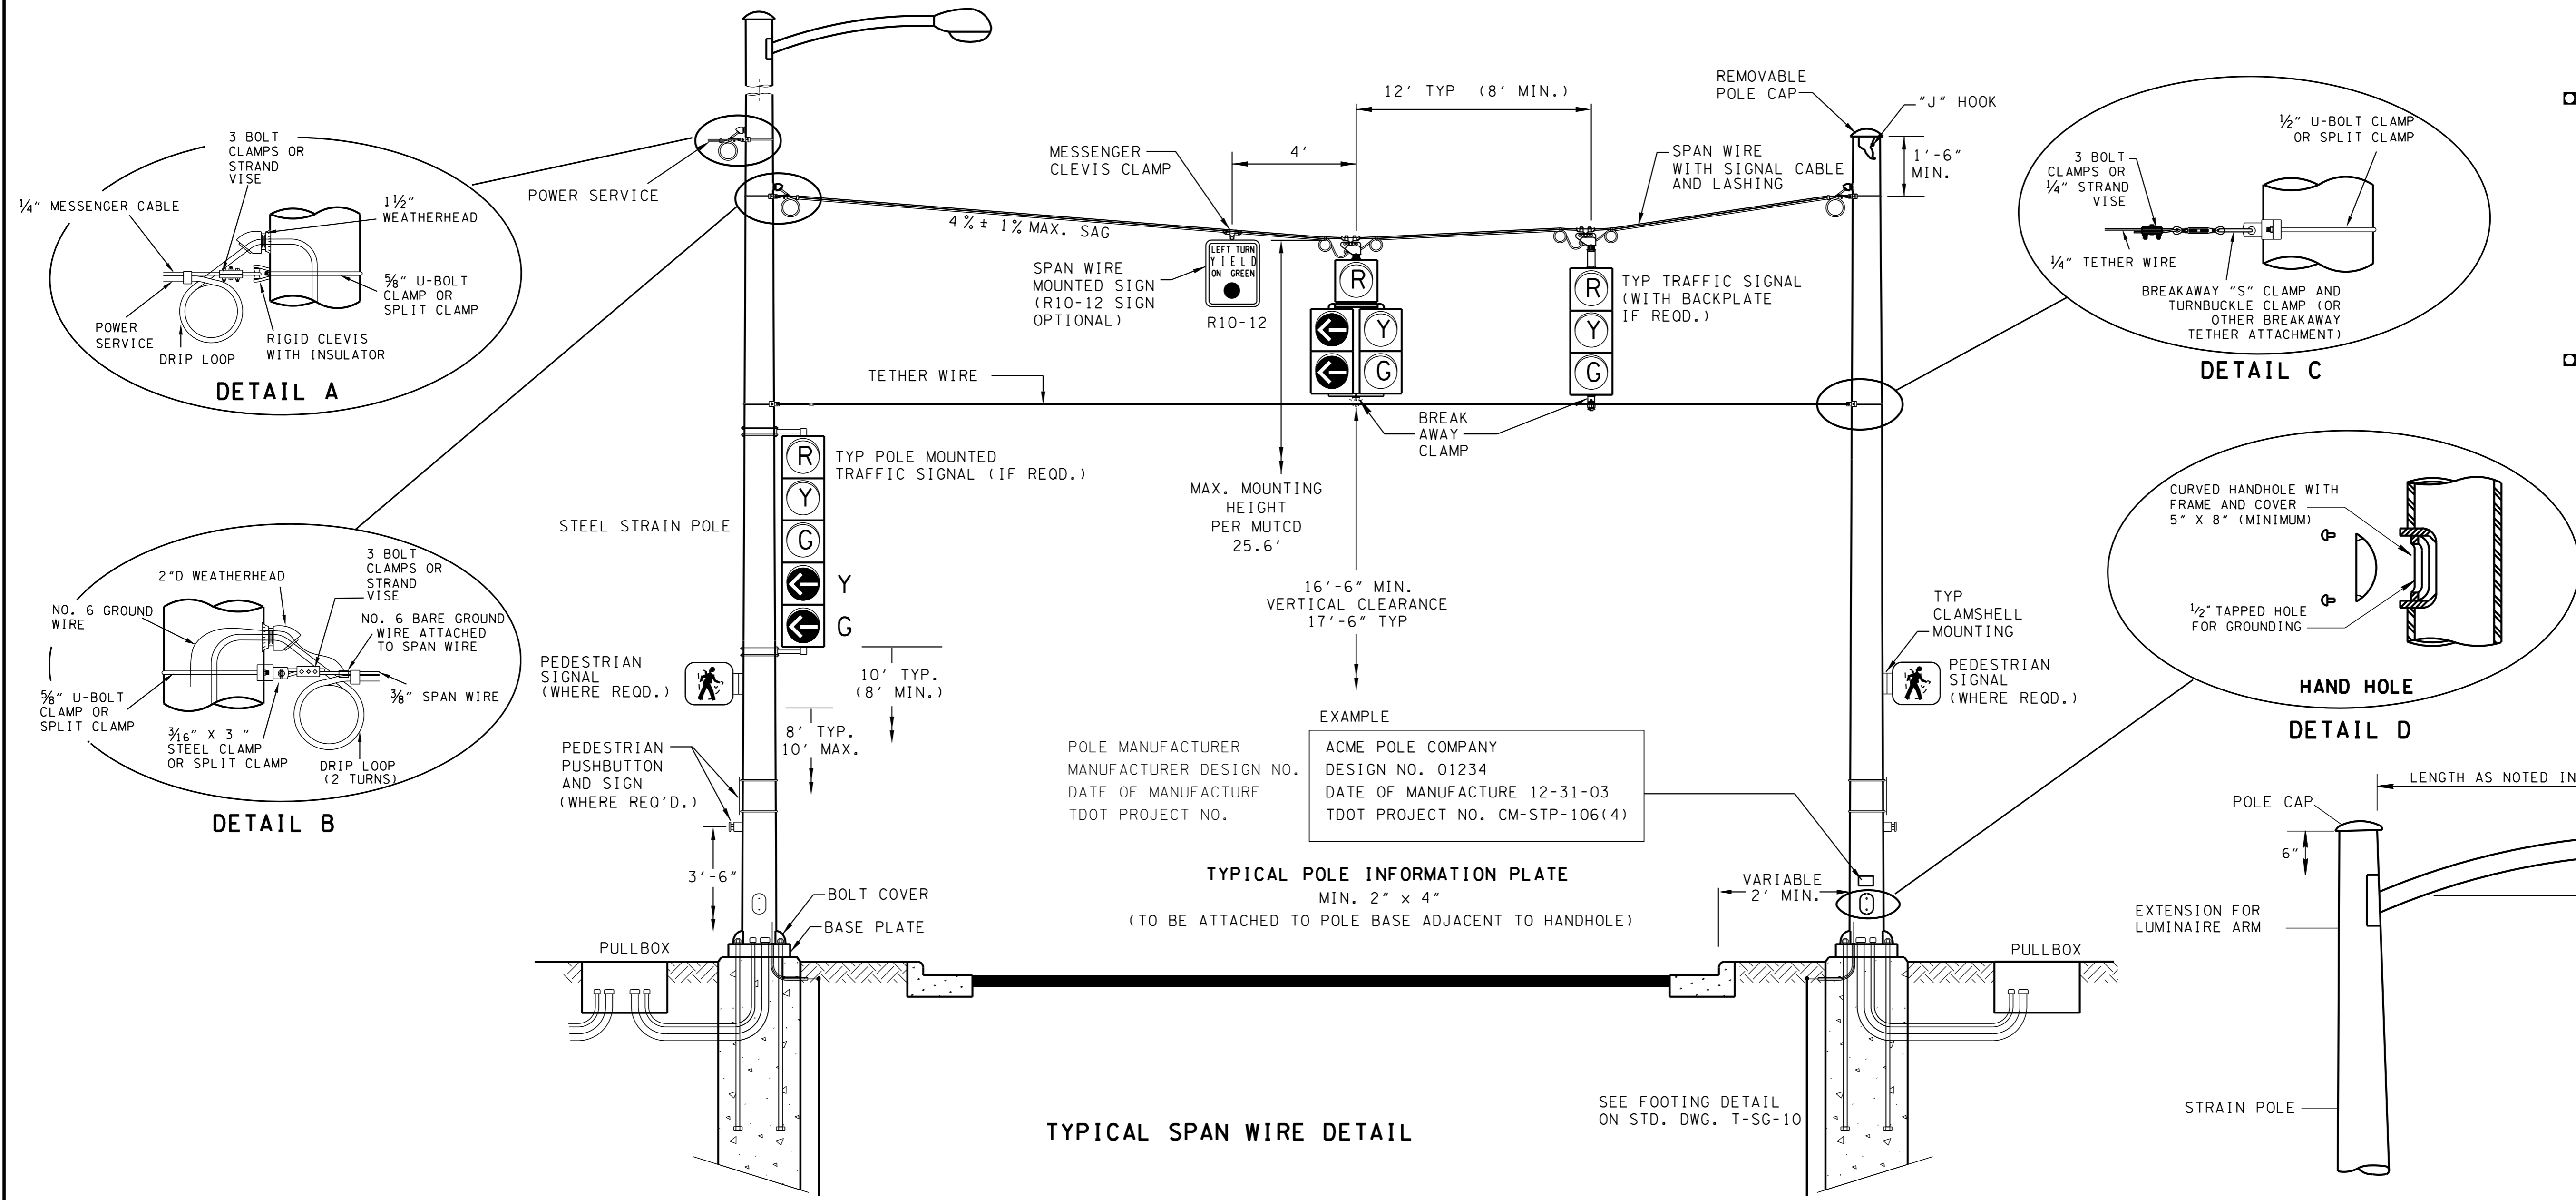 REMOVABLE
POLE CAP
"J" HOOK
12' TYP (8' MIN.)
1'-6"
MIN.
MESSENGER
CLEVIS CLAMP
4'
SPAN WIRE
WITH SIGNAL CABLE
AND LASHING
POWER SERVICE
4%± 1% MAX. SAG
3 BOLT
CLAMPS OR
STRAND
VISE
¼" MESSENGER CABLE
1½"
WEATHERHEAD
⅝" U-BOLT
CLAMP OR
SPLIT CLAMP
POWER
SERVICE
DRIP LOOP
RIGID CLEVIS
WITH INSULATOR
DETAIL A
SPAN WIRE
MOUNTED SIGN
(R10-12 SIGN
OPTIONAL)
LEFT TURN
YIELD
ON GREEN
R10-12
R
Y
G
R
Y
G
TYP TRAFFIC SIGNAL
(WITH BACKPLATE
IF REQD.)
½" U-BOLT CLAMP
OR SPLIT CLAMP
3 BOLT
CLAMPS OR
¼" STRAND
VISE
¼" TETHER WIRE
BREAKAWAY "S" CLAMP AND
TURNBUCKLE CLAMP (OR
OTHER BREAKAWAY
TETHER ATTACHMENT)
DETAIL C
TETHER WIRE
BREAK
AWAY
CLAMP
R
Y
G
Y
G
TYP POLE MOUNTED
TRAFFIC SIGNAL (IF REQD.)
STEEL STRAIN POLE
MAX. MOUNTING
HEIGHT
PER MUTCD
25.6'
16'-6" MIN.
VERTICAL CLEARANCE
17'-6" TYP
3 BOLT
CLAMPS OR
STRAND
VISE
2"D WEATHERHEAD
NO. 6 GROUND
WIRE
NO. 6 BARE GROUND
WIRE ATTACHED
TO SPAN WIRE
⅝" U-BOLT
CLAMP OR
SPLIT CLAMP
⅜" SPAN WIRE
3/16" X 3 "
STEEL CLAMP
OR SPLIT CLAMP
DRIP LOOP
(2 TURNS)
DETAIL B
CURVED HANDHOLE WITH
FRAME AND COVER
5" X 8" (MINIMUM)
½" TAPPED HOLE
FOR GROUNDING
HAND HOLE
DETAIL D
TYP
CLAMSHELL
MOUNTING
PEDESTRIAN
SIGNAL
(WHERE REQD.)
PEDESTRIAN
SIGNAL
(WHERE REQD.)
10' TYP.
(8' MIN.)
8' TYP.
10' MAX.
PEDESTRIAN
PUSHBUTTON
AND SIGN
(WHERE REQ'D.)
3'-6"
EXAMPLE
POLE MANUFACTURER
MANUFACTURER DESIGN NO.
DATE OF MANUFACTURE
TDOT PROJECT NO.
ACME POLE COMPANY
DESIGN NO. 01234
DATE OF MANUFACTURE 12-31-03
TDOT PROJECT NO. CM-STP-106(4)
TYPICAL POLE INFORMATION PLATE
MIN. 2" x 4"
(TO BE ATTACHED TO POLE BASE ADJACENT TO HANDHOLE)
VARIABLE
2' MIN.
BOLT COVER
BASE PLATE
PULLBOX
PULLBOX
SEE FOOTING DETAIL
ON STD. DWG. T-SG-10
TYPICAL SPAN WIRE DETAIL
LENGTH AS NOTED IN
POLE CAP
6"
EXTENSION FOR
LUMINAIRE ARM
STRAIN POLE